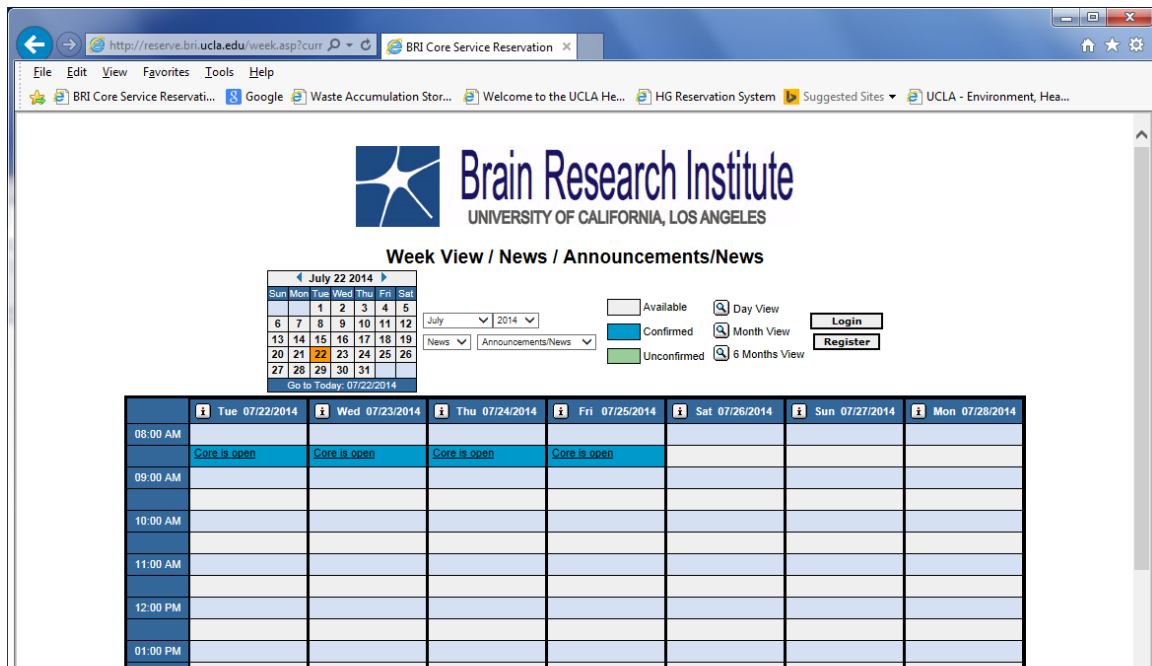 http://reserve.bri.ucla.edu/week.asp?curr
BRI Core Service Reservation
File Edit View Favorites Tools Help
BRI Core Service Reservati... Google Waste Accumulation Stor... Welcome to the UCLA He... HG Reservation System Suggested Sites UCLA - Environment, Hea...
Brain Research Institute
UNIVERSITY OF CALIFORNIA, LOS ANGELES
Week View / News / Announcements/News
July 22 2014
Sun Mon Tue Wed Thu Fri Sat
1 2 3 4 5
6 7 8 9 10 11 12
13 14 15 16 17 18 19
20 21 22 23 24 25 26
27 28 29 30 31
Go to Today: 07/22/2014
July 2014
News Announcements/News
Available
Confirmed
Unconfirmed
Day View
Month View
6 Months View
Login
Register
i Tue 07/22/2014 i Wed 07/23/2014 i Thu 07/24/2014 i Fri 07/25/2014 i Sat 07/26/2014 i Sun 07/27/2014 i Mon 07/28/2014
08:00 AM
Core is open Core is open Core is open Core is open
09:00 AM
10:00 AM
11:00 AM
12:00 PM
01:00 PM